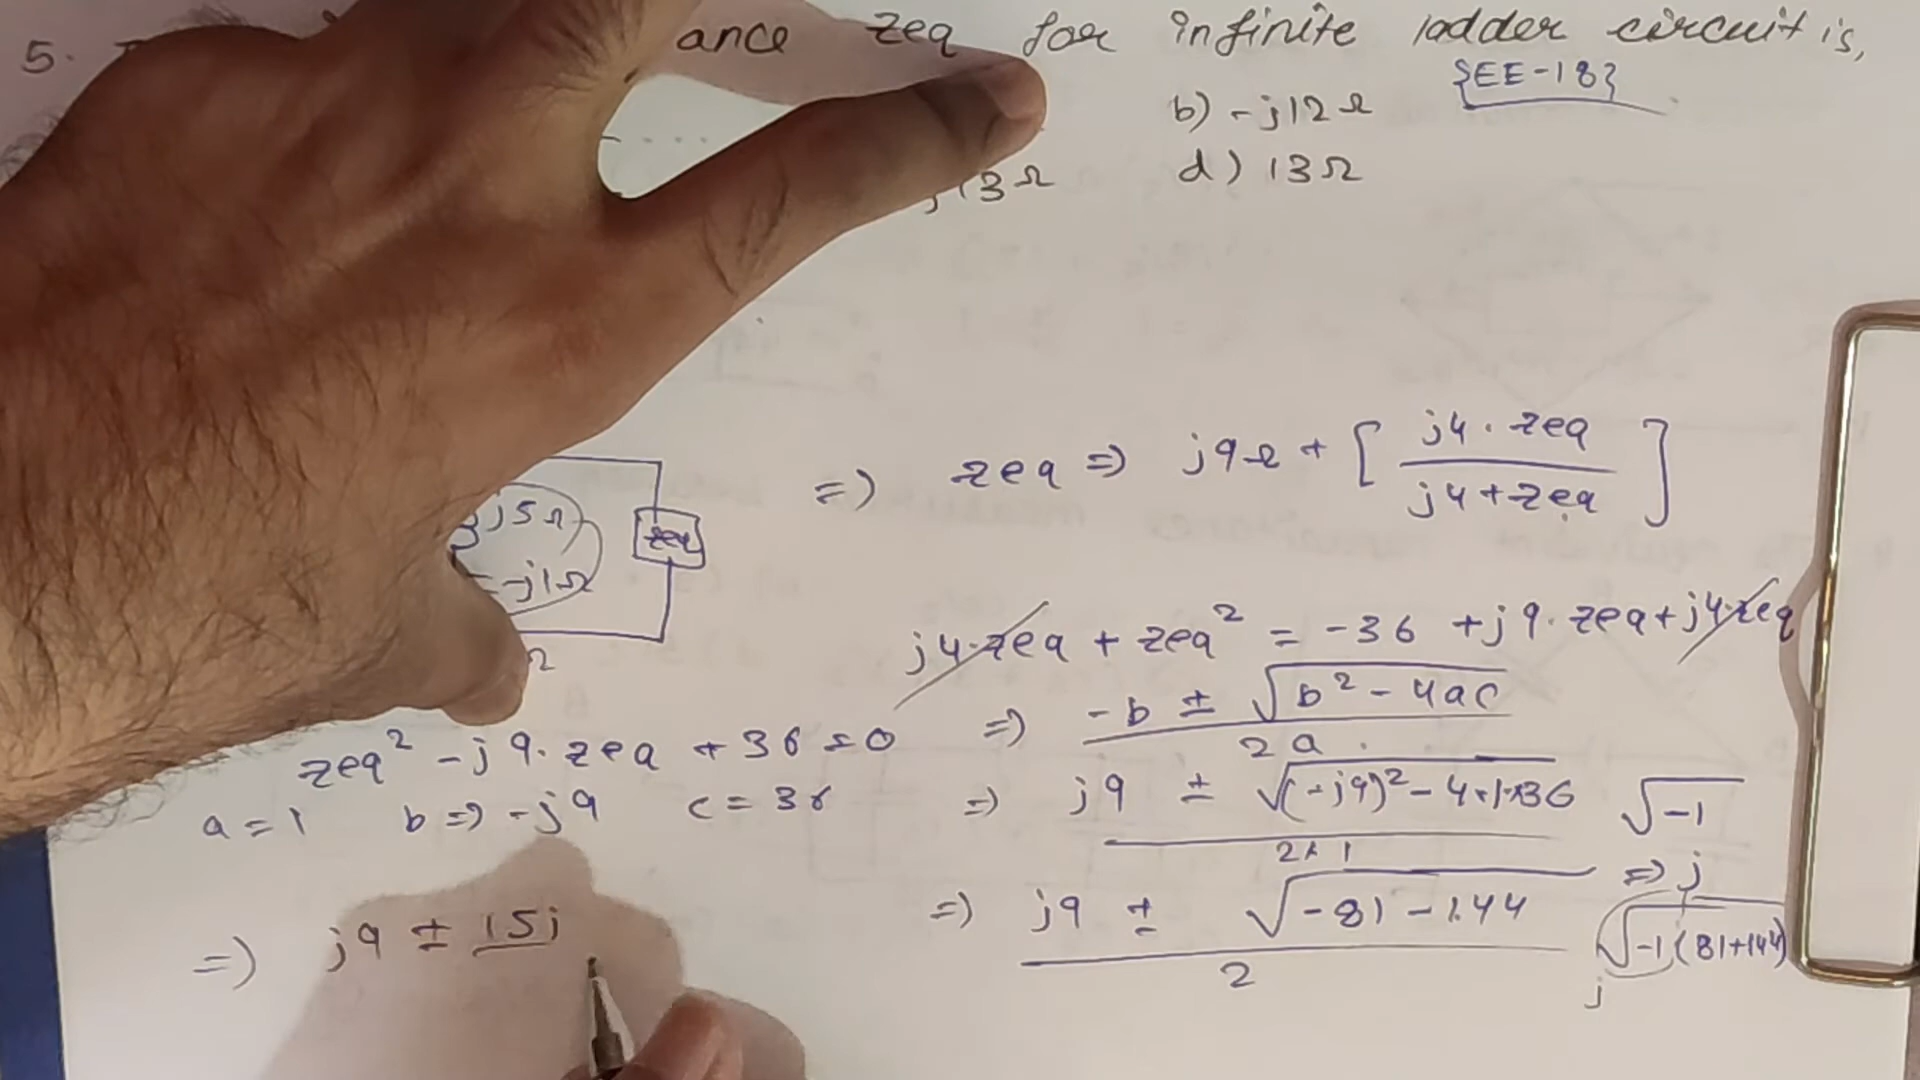 5. ance zeq for infinite ladder circuit is,
{EE-18}
b) -j12Ω
j13Ω d) 13Ω
=) zeq => j9Ω + [ j4 · zeq / j4 + zeq ]
j5Ω
zeq
-j1Ω
Ω
j4·zeq + zeq² = -36 + j9·zeq + j4·zeq
=) -b ± √b² - 4ac / 2a
zeq² - j9·zeq + 36 = 0
a = 1 b => -j9 c = 36
=) j9 ± √(-j9)² - 4×1×36 / 2×1
√-1
=> j
=) j9 ± √-81 - 144 / 2
√-1(81+144)
j
=) j9 ± 15j